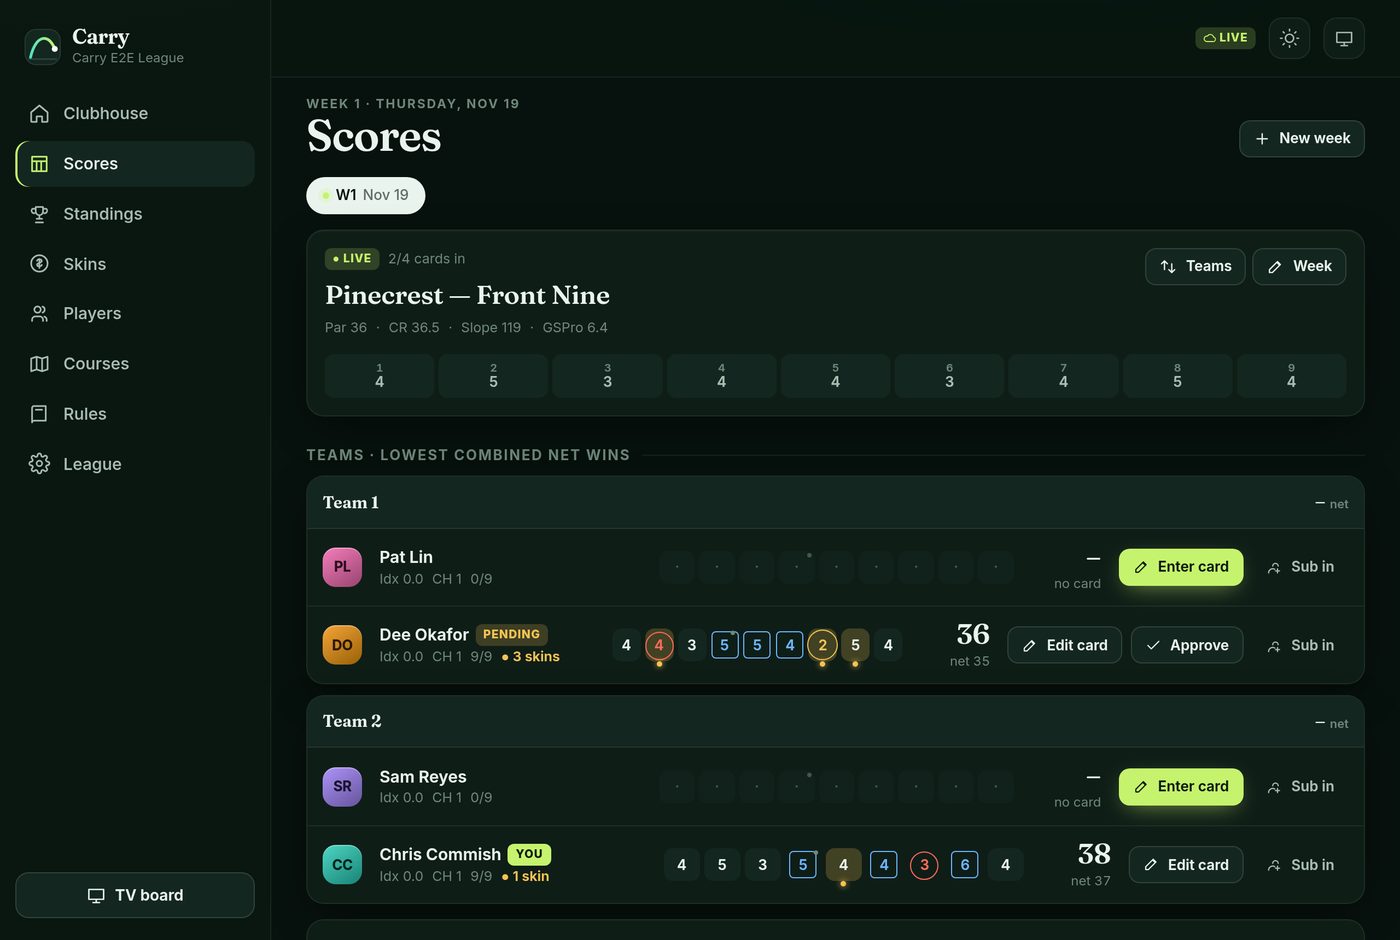 Carry
Carry E2E League
Clubhouse
Scores
Standings
Skins
Players
Courses
Rules
League
TV board
LIVE
WEEK 1 · THURSDAY, NOV 19
Scores
New week
W1 Nov 19
LIVE 2/4 cards in
Teams Week
Pinecrest — Front Nine
Par 36 · CR 36.5 · Slope 119 · GSPro 6.4
1 2 3 4 5 6 7 8 9
4 5 3 4 4 3 4 5 4
TEAMS · LOWEST COMBINED NET WINS
Team 1 – net
PL Pat Lin
Idx 0.0 CH 1 0/9
· · · · · · · · ·
—
no card
Enter card Sub in
DO Dee Okafor PENDING
Idx 0.0 CH 1 9/9 • 3 skins
4 4 3 5 5 4 2 5 4
36
net 35
Edit card Approve Sub in
Team 2 – net
SR Sam Reyes
Idx 0.0 CH 1 0/9
· · · · · · · · ·
—
no card
Enter card Sub in
CC Chris Commish YOU
Idx 0.0 CH 1 9/9 • 1 skin
4 5 3 5 4 4 3 6 4
38
net 37
Edit card Sub in